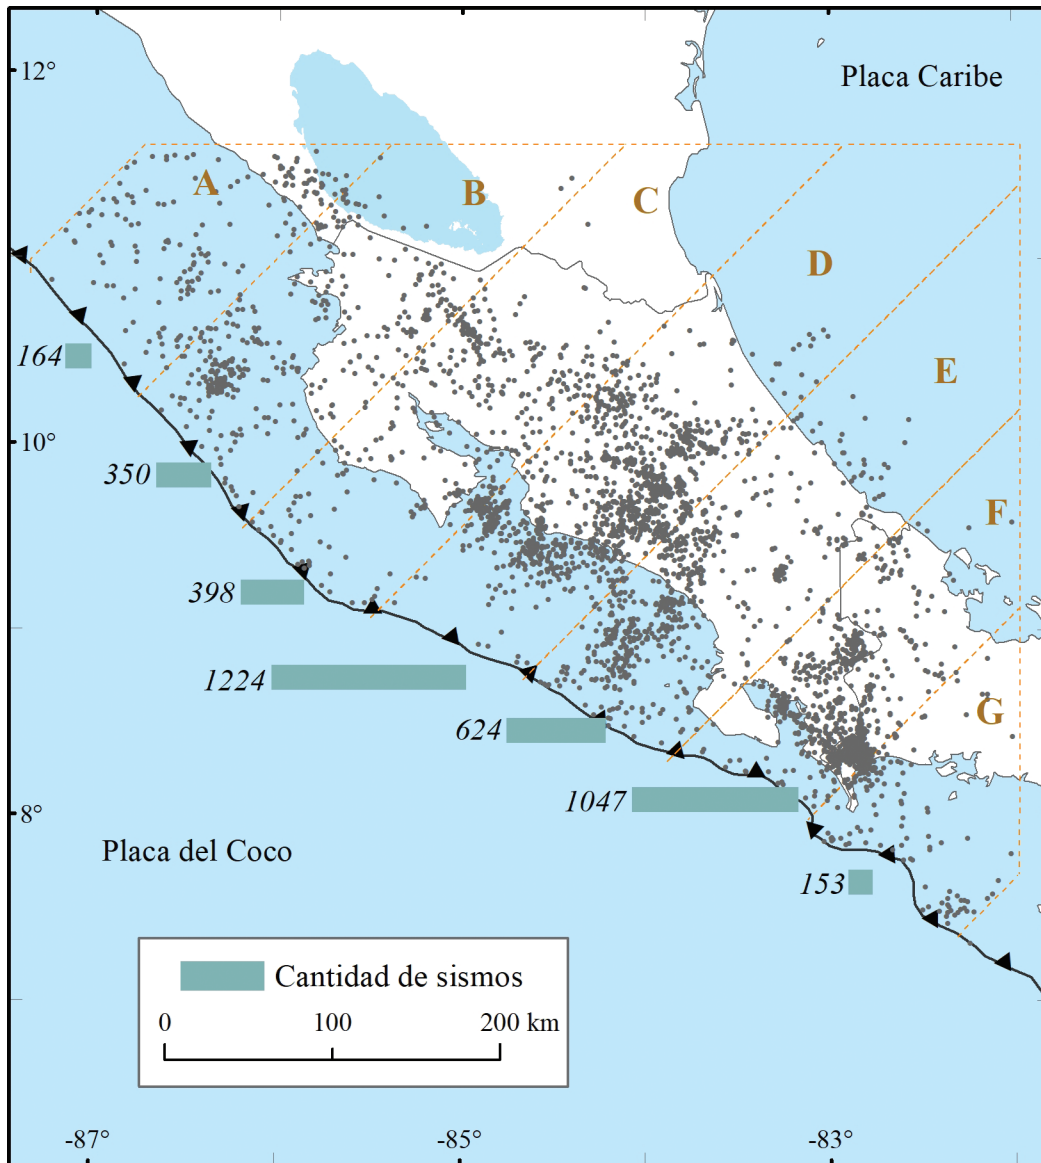 12°
Placa Caribe
A
B
C
D
164
E
10°
350
F
398
1224
G
624
1047
8°
Placa del Coco
153
Cantidad de sismos
0 100 200 km
-87° -85° -83°